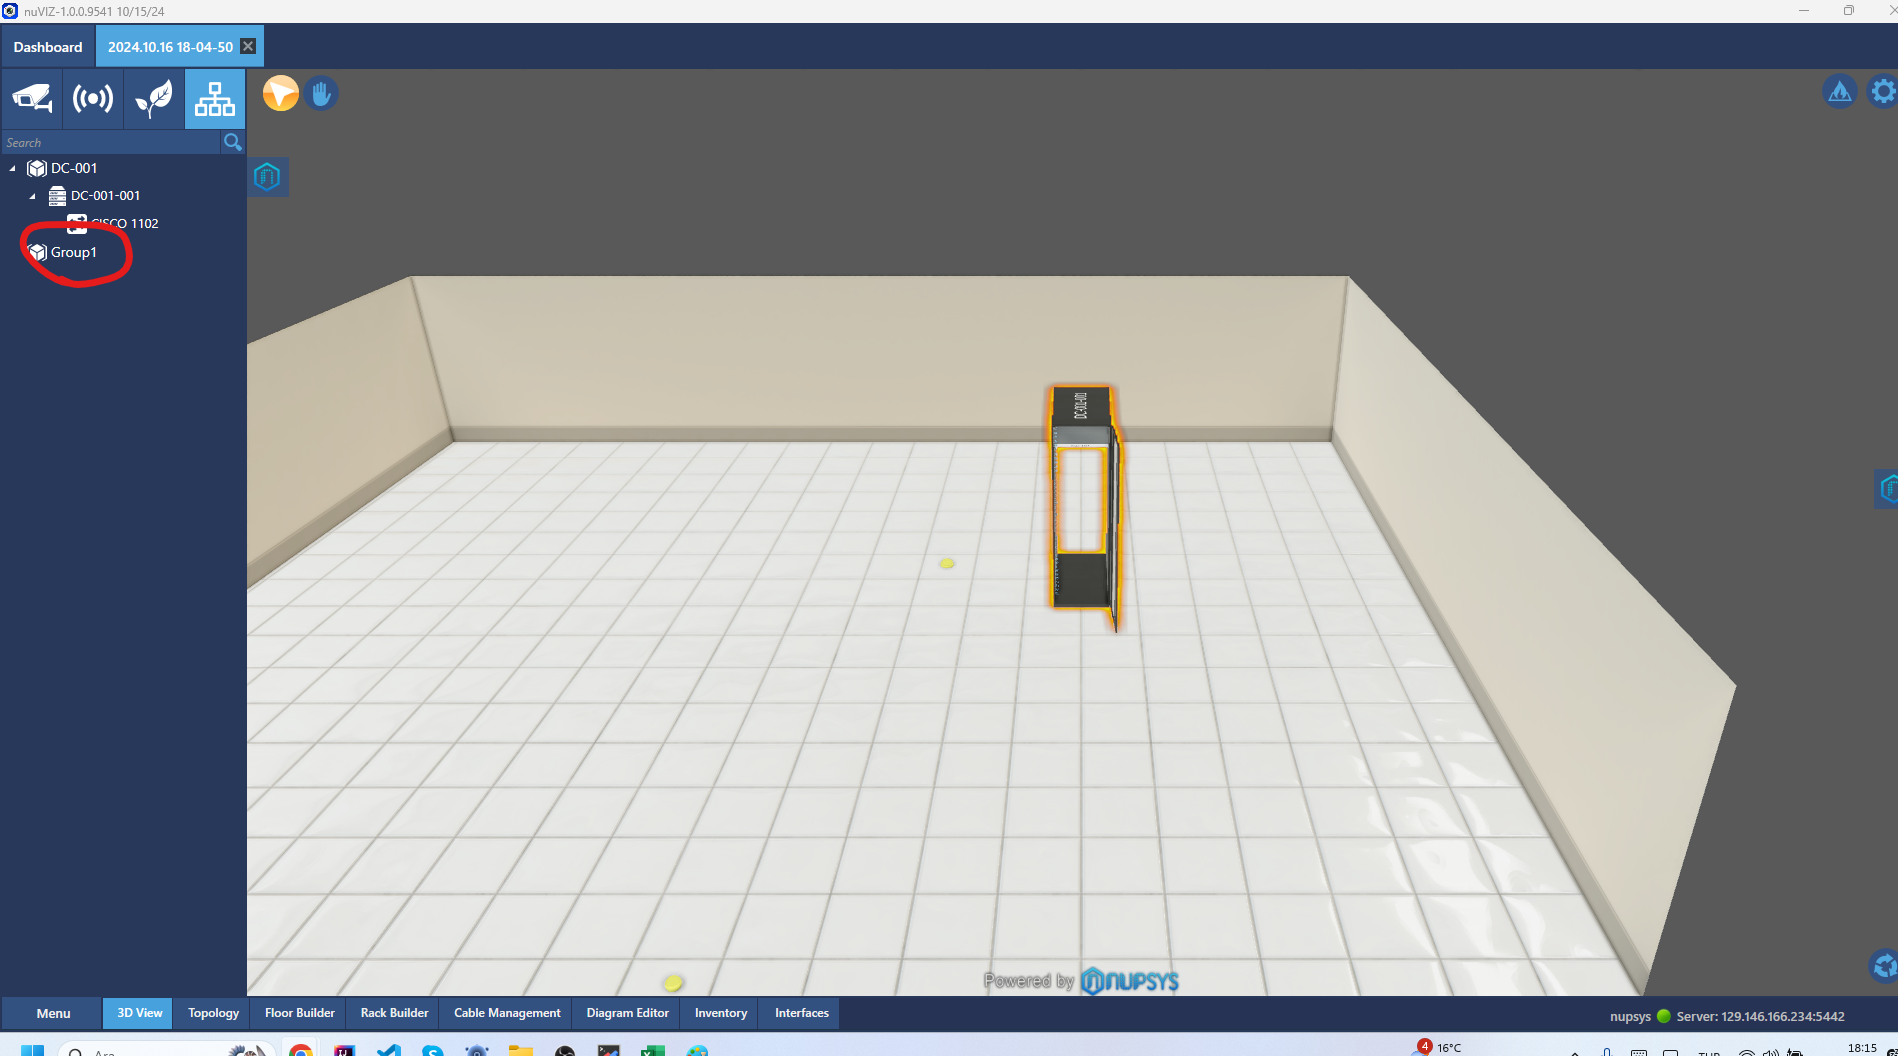 nuVIZ-1.0.0.9541 10/15/24
Dashboard
2024.10.16 18-04-50
Search
DC-001
DC-001-001
CISCO 1102
Group1
DC-001-001
Powered by NUPSYS
Menu
3D View
Topology
Floor Builder
Rack Builder
Cable Management
Diagram Editor
Inventory
Interfaces
nupsys
Server: 129.146.166.234:5442
Ara
4
16°C
TUR
18:15